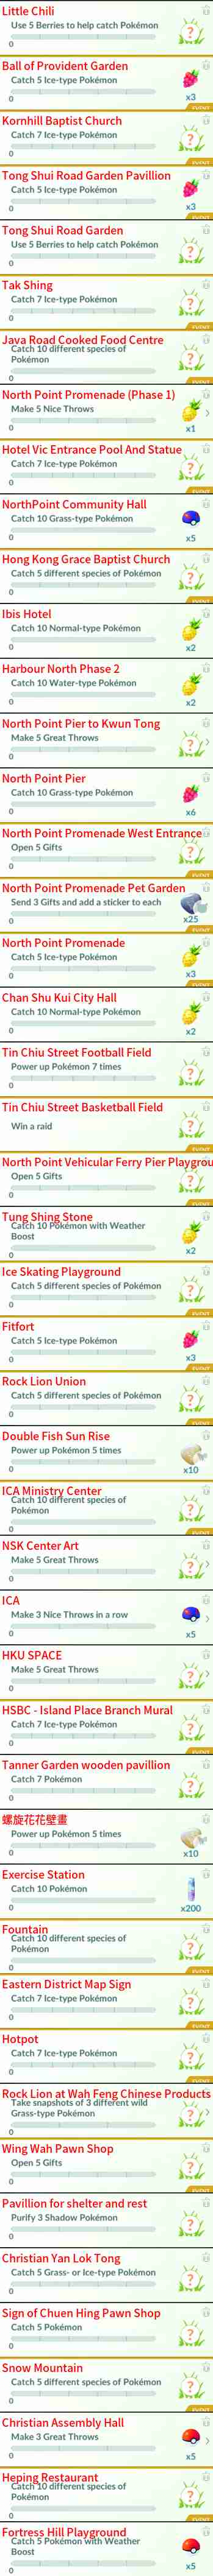 Little Chili
Use 5 Berries to help catch Pokémon
0
Ball of Provident Garden
Catch 5 Ice-type Pokémon
0
x3
EVENT
Kornhill Baptist Church
Catch 7 Ice-type Pokémon
0
EVENT
Tong Shui Road Garden Pavillion
Catch 5 Ice-type Pokémon
0
x3
EVENT
Tong Shui Road Garden
Use 5 Berries to help catch Pokémon
0
EVENT
Tak Shing
Catch 7 Ice-type Pokémon
0
EVENT
Java Road Cooked Food Centre
Catch 10 different species of
Pokémon
0
North Point Promenade (Phase 1)
Make 5 Nice Throws
0
x1
Hotel Vic Entrance Pool And Statue
Catch 7 Ice-type Pokémon
0
EVENT
NorthPoint Community Hall
Catch 10 Grass-type Pokémon
0
x5
Hong Kong Grace Baptist Church
Catch 5 different species of Pokémon
0
EVENT
Ibis Hotel
Catch 10 Normal-type Pokémon
0
x2
Harbour North Phase 2
Catch 10 Water-type Pokémon
0
x2
North Point Pier to Kwun Tong
Make 5 Great Throws
0
North Point Pier
Catch 10 Grass-type Pokémon
0
x6
North Point Promenade West Entrance
Open 5 Gifts
0
EVENT
North Point Promenade Pet Garden
Send 3 Gifts and add a sticker to each
0
x25
EVENT
North Point Promenade
Catch 5 Ice-type Pokémon
0
x3
EVENT
Chan Shu Kui City Hall
Catch 10 Normal-type Pokémon
0
x2
Tin Chiu Street Football Field
Power up Pokémon 7 times
0
Tin Chiu Street Basketball Field
Win a raid
North Point Vehicular Ferry Pier Playgrou
Open 5 Gifts
0
EVENT
Tung Shing Stone
Catch 10 Pokémon with Weather
Boost
0
x2
Ice Skating Playground
Catch 5 different species of Pokémon
0
EVENT
Fitfort
Catch 5 Ice-type Pokémon
0
x3
EVENT
Rock Lion Union
Catch 5 different species of Pokémon
0
EVENT
Double Fish Sun Rise
Power up Pokémon 5 times
0
x10
ICA Ministry Center
Catch 10 different species of
Pokémon
0
NSK Center Art
Make 5 Great Throws
0
ICA
Make 3 Nice Throws in a row
0
x5
HKU SPACE
Make 5 Great Throws
0
HSBC - Island Place Branch Mural
Catch 7 Ice-type Pokémon
0
EVENT
Tanner Garden wooden pavillion
Catch 7 Pokémon
0
螺旋花花壁畫
Power up Pokémon 5 times
0
x10
Exercise Station
Catch 10 Pokémon
0
x200
Fountain
Catch 10 different species of
Pokémon
0
Eastern District Map Sign
Catch 7 Ice-type Pokémon
0
EVENT
Hotpot
Catch 7 Ice-type Pokémon
0
EVENT
Rock Lion at Wah Feng Chinese Products
Take snapshots of 3 different wild
Grass-type Pokémon
0
Wing Wah Pawn Shop
Open 5 Gifts
0
EVENT
Pavillion for shelter and rest
Purify 3 Shadow Pokémon
0
Christian Yan Lok Tong
Catch 5 Grass- or Ice-type Pokémon
0
Sign of Chuen Hing Pawn Shop
Catch 5 Pokémon
0
Snow Mountain
Catch 5 different species of Pokémon
0
EVENT
Christian Assembly Hall
Make 3 Great Throws
0
x5
Heping Restaurant
Catch 10 different species of
Pokémon
0
Fortress Hill Playground
Catch 5 Pokémon with Weather
Boost
0
x5